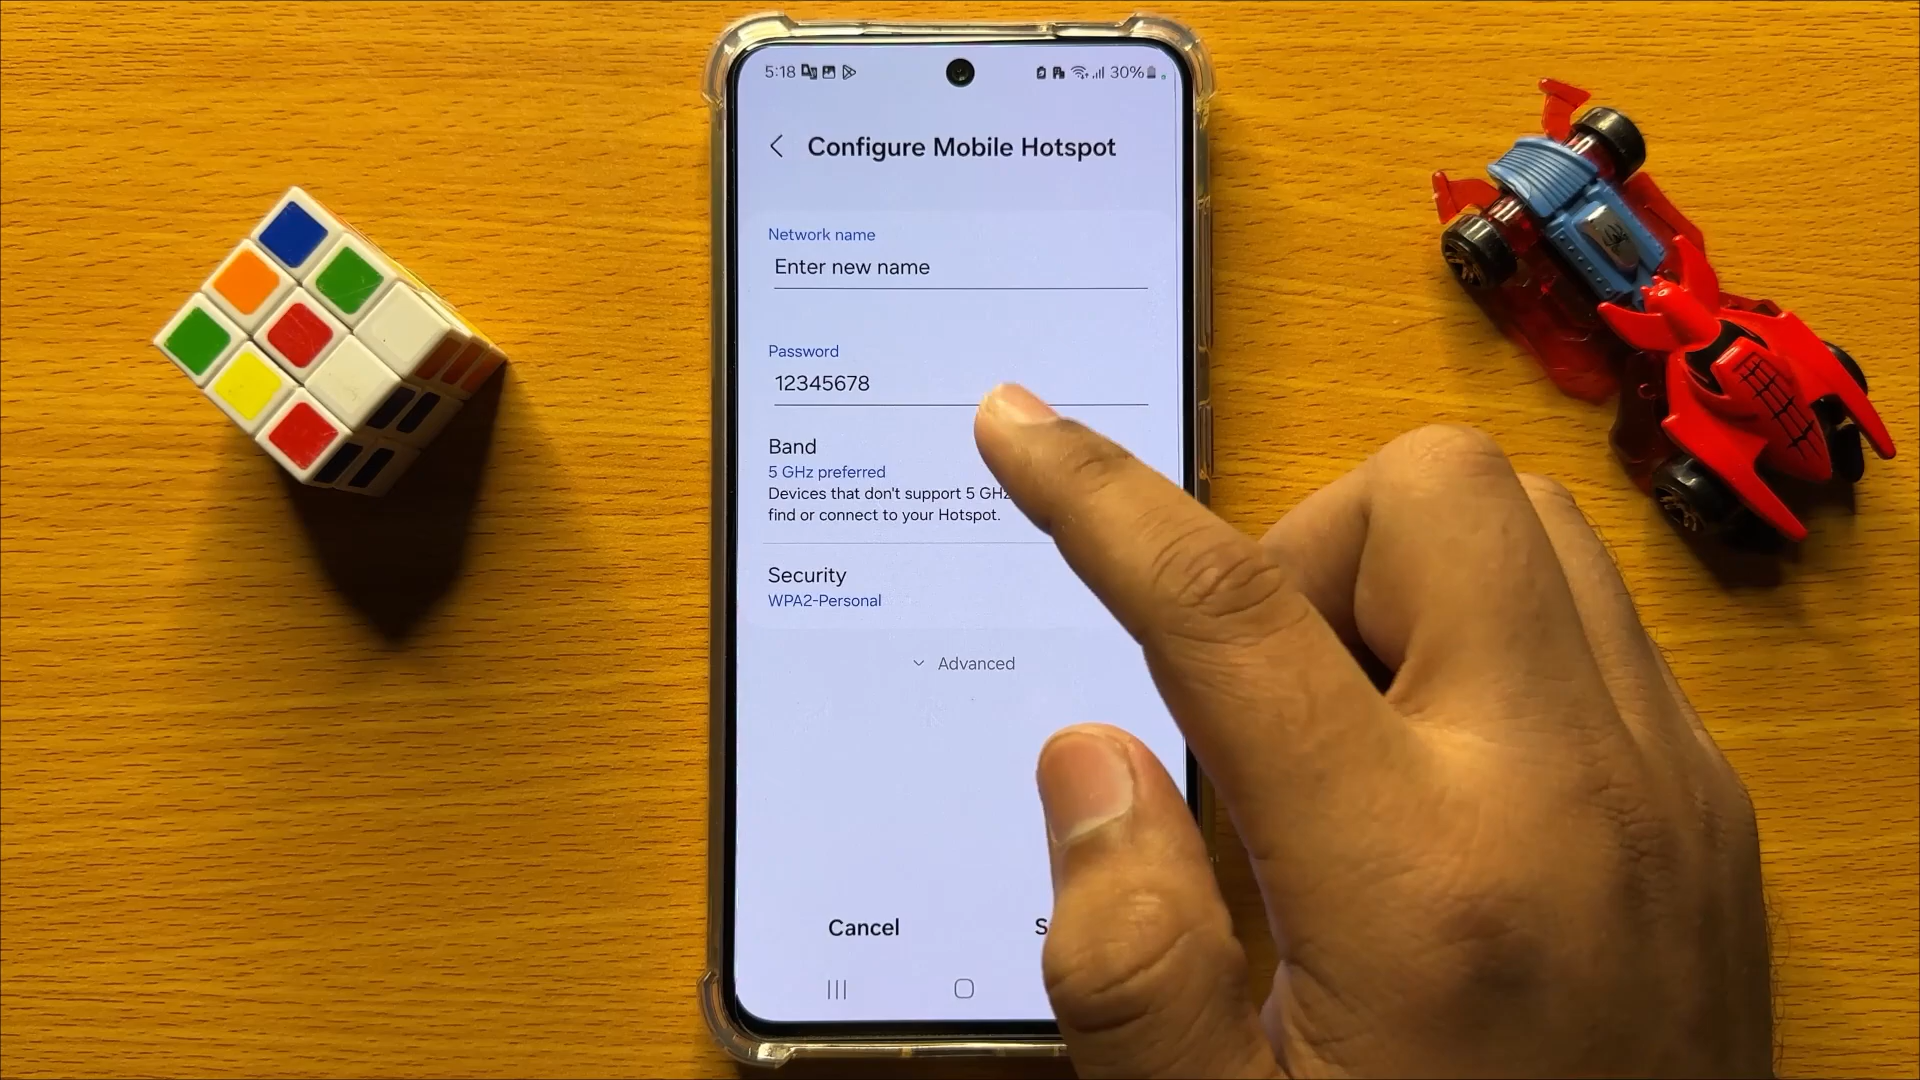 5:18 30%
Configure Mobile Hotspot
Network name
Enter new name
Password
12345678
Band
5 GHz preferred
Devices that don't support 5 GHz
find or connect to your Hotspot.
Security
WPA2-Personal
Advanced
Cancel